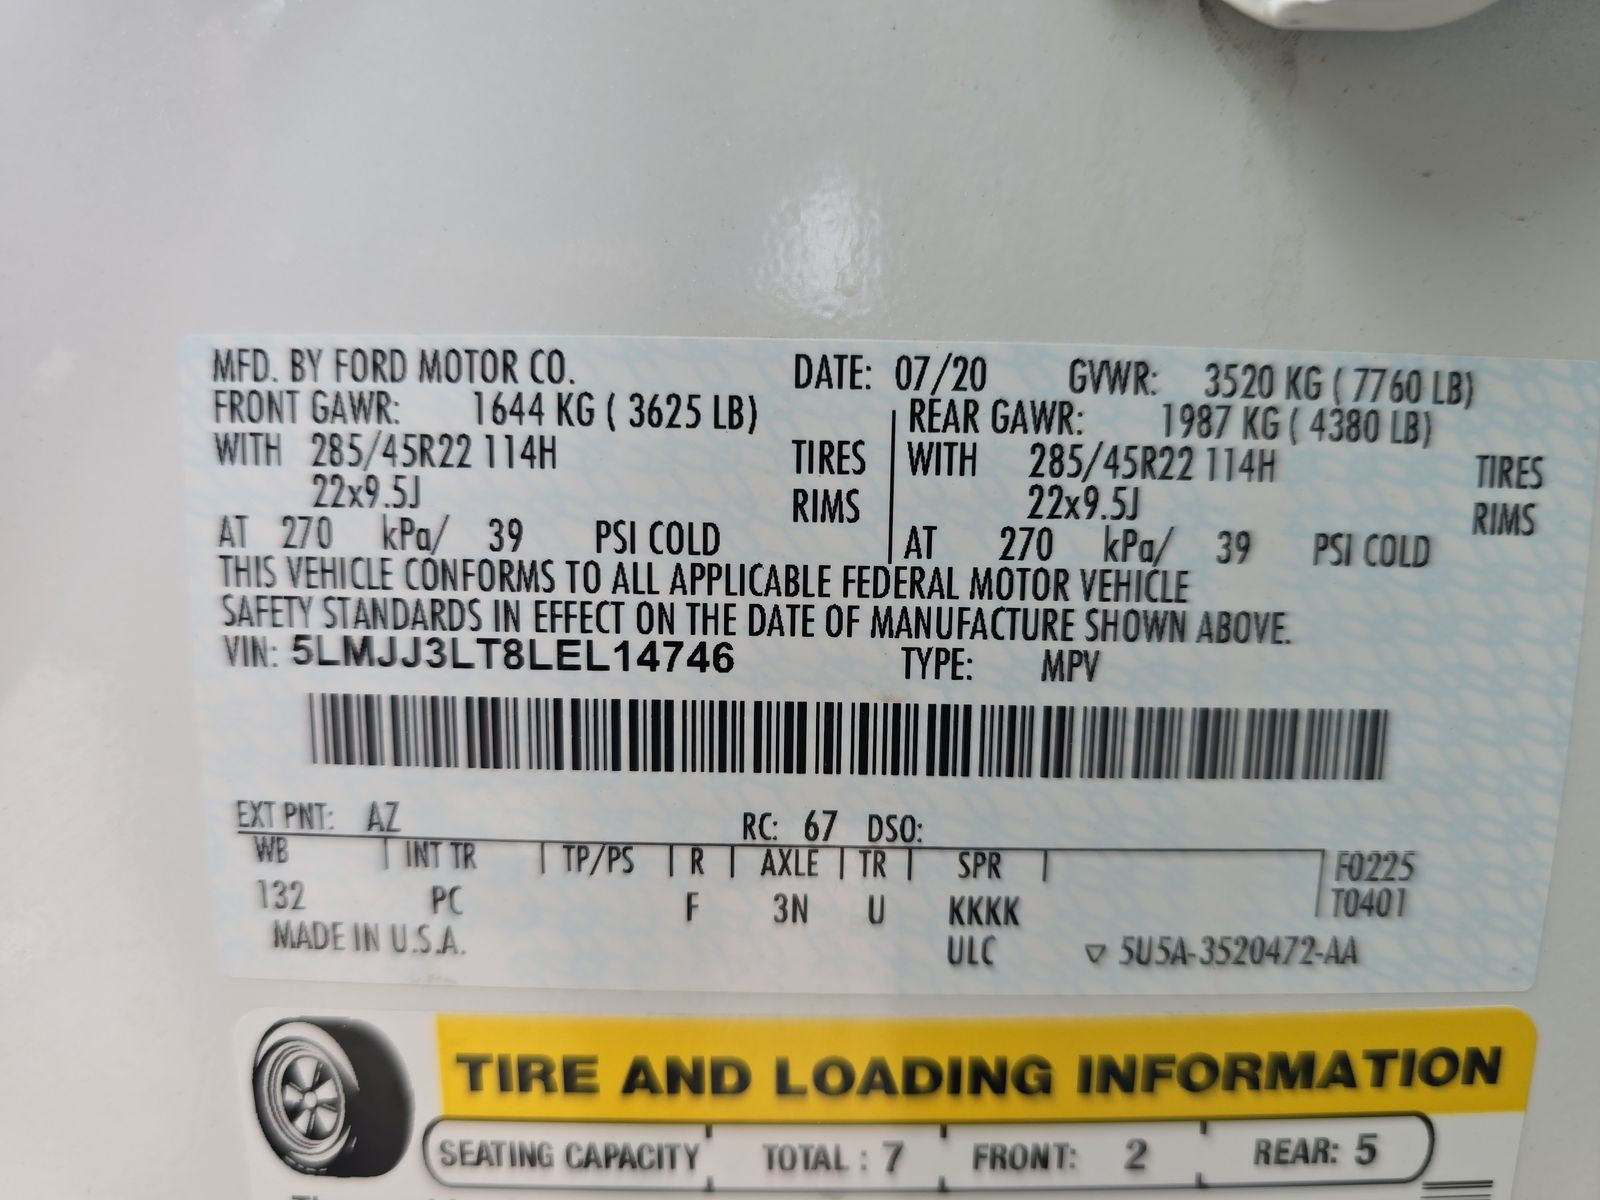 MFD. BY FORD MOTOR CO. DATE: 07/20 GVWR: 3520 KG ( 7760 LB)
FRONT GAWR: 1644 KG ( 3625 LB) REAR GAWR: 1987 KG ( 4380 LB)
WITH 285/45R22 114H TIRES WITH 285/45R22 114H TIRES
22x9.5J RIMS 22x9.5J RIMS
AT 270 kPa/ 39 PSI COLD AT 270 kPa/ 39 PSI COLD
THIS VEHICLE CONFORMS TO ALL APPLICABLE FEDERAL MOTOR VEHICLE
SAFETY STANDARDS IN EFFECT ON THE DATE OF MANUFACTURE SHOWN ABOVE.
VIN: 5LMJJ3LT8LEL14746 TYPE: MPV
EXT PNT: AZ RC: 67 DSO:
WB INT TR TP/PS R AXLE TR SPR F0225
132 PC F 3N U KKKK T0401
MADE IN U.S.A. ULC ▽ 5U5A-3520472-AA
TIRE AND LOADING INFORMATION
SEATING CAPACITY TOTAL : 7 FRONT: 2 REAR: 5